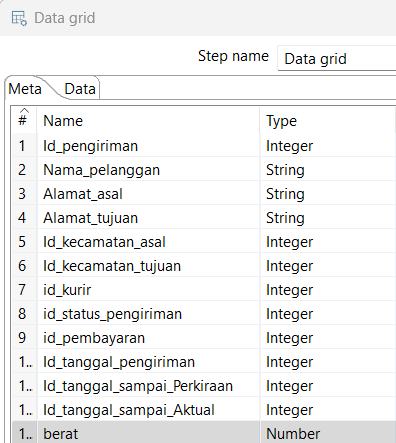 Data grid
Step name Data grid
Meta Data
# Name Type
1 Id_pengiriman Integer
2 Nama_pelanggan String
3 Alamat_asal String
4 Alamat_tujuan String
5 Id_kecamatan_asal Integer
6 Id_kecamatan_tujuan Integer
7 id_kurir Integer
8 id_status_pengiriman Integer
9 id_pembayaran Integer
1.. Id_tanggal_pengiriman Integer
1.. Id_tanggal_sampai_Perkiraan Integer
1.. Id_tanggal_sampai_Aktual Integer
1.. berat Number